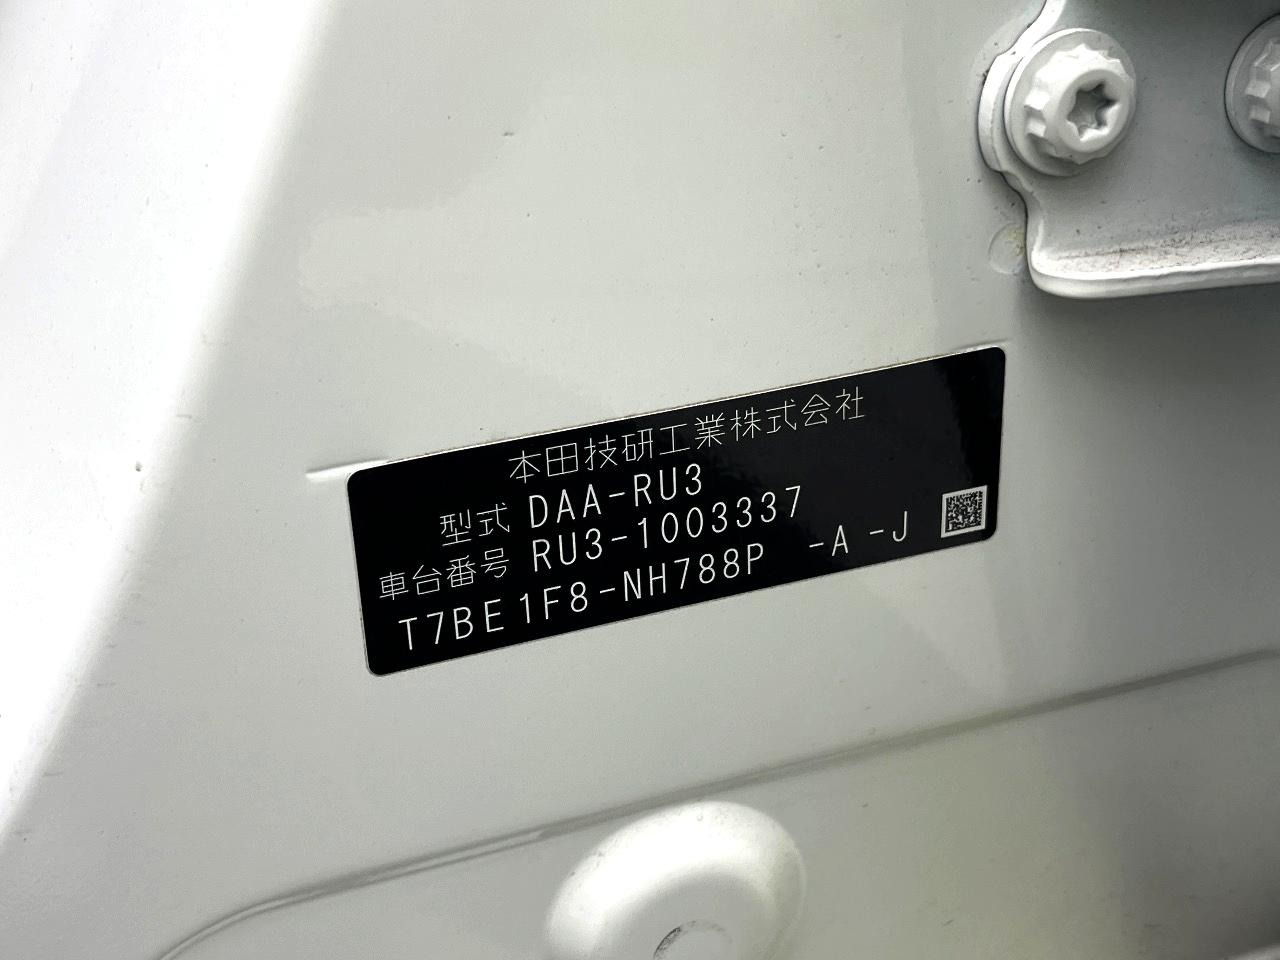 本田技研工業株式会社
型式 DAA-RU3
車台番号 RU3-1003337
T7BE1F8-NH788P -A -J